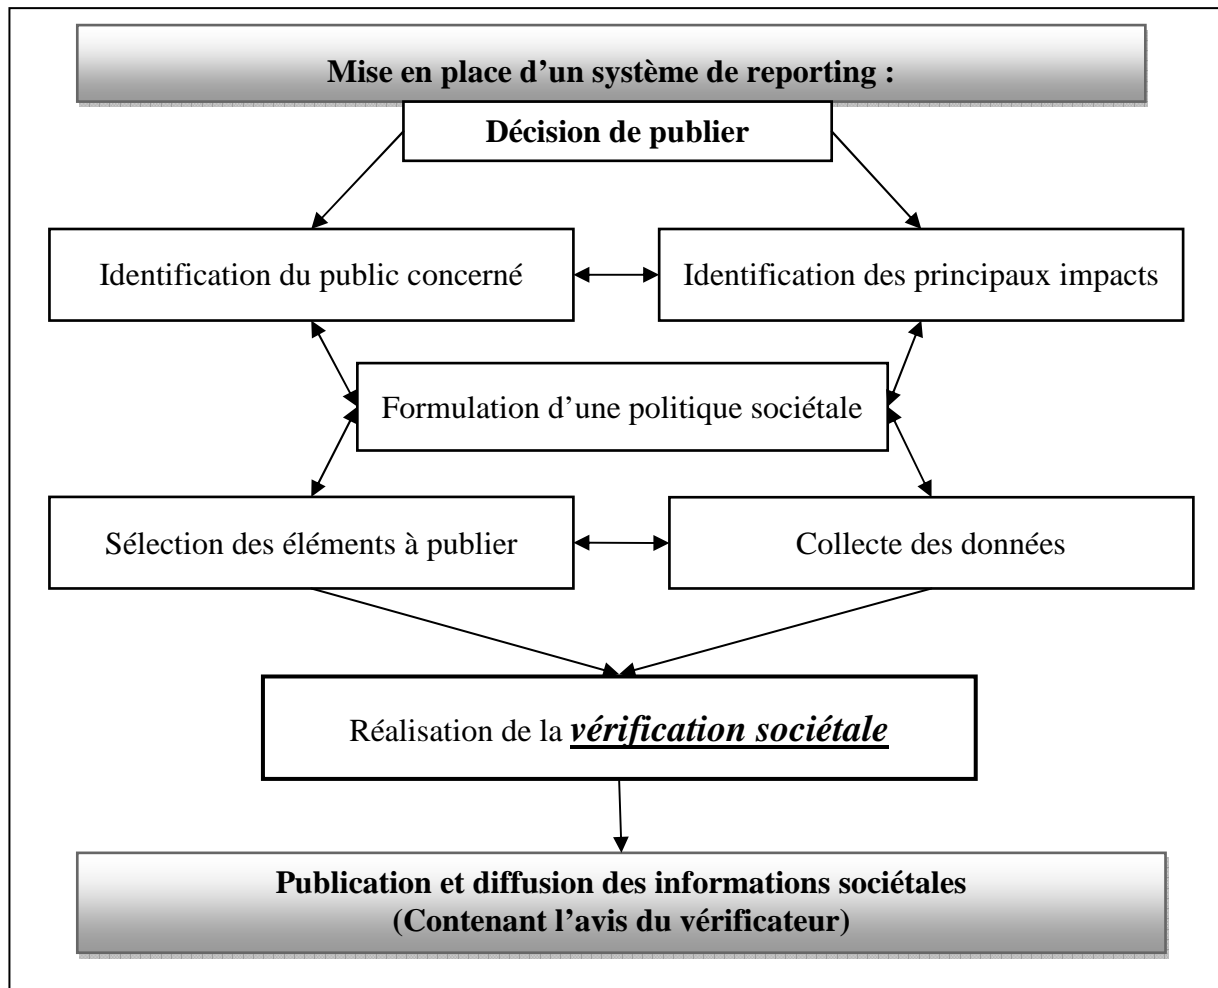 Mise en place d’un système de reporting :
Décision de publier
Identification du public concerné
Identification des principaux impacts
Formulation d’une politique sociétale
Sélection des éléments à publier
Collecte des données
Réalisation de la vérification sociétale
Publication et diffusion des informations sociétales
(Contenant l’avis du vérificateur)